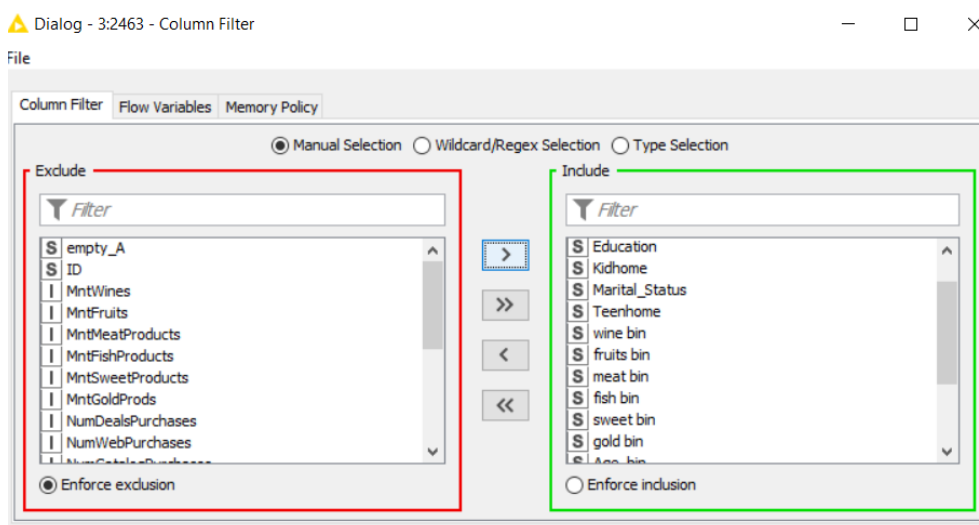 Dialog - 3:2463 - Column Filter
File
Column Filter Flow Variables Memory Policy
Manual Selection Wildcard/Regex Selection Type Selection
Exclude
Filter
S empty_A
S ID
I MntWines
I MntFruits
I MntMeatProducts
I MntFishProducts
I MntSweetProducts
I MntGoldProds
I NumDealsPurchases
I NumWebPurchases
I NumCatalogPurchases
Enforce exclusion
>
>>
<
<<
Include
Filter
S Education
S Kidhome
S Marital_Status
S Teenhome
S wine bin
S fruits bin
S meat bin
S fish bin
S sweet bin
S gold bin
S Age_bin
Enforce inclusion